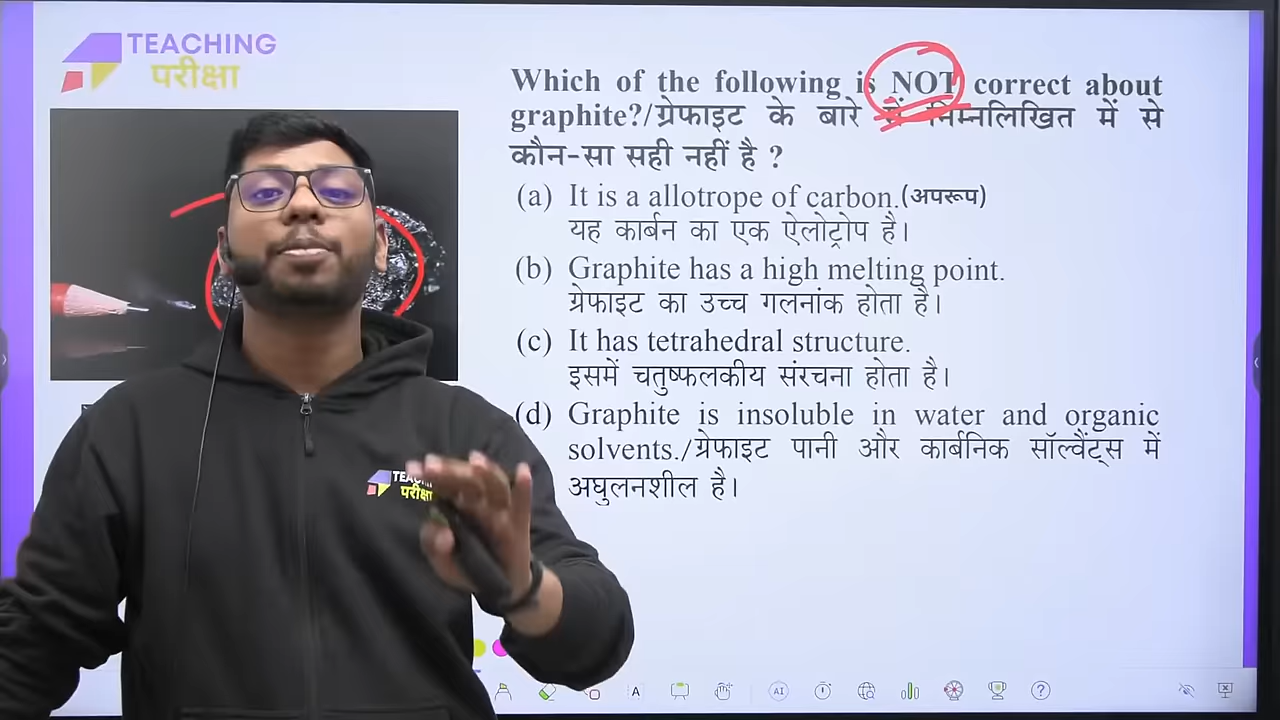 TEACHING
परीक्षा
Which of the following is NOT correct about
graphite?/ग्रेफाइट के बारे में निम्नलिखित में से
कौन-सा सही नहीं है ?
(a) It is a allotrope of carbon.(अपरूप)
यह कार्बन का एक ऐलोट्रोप है।
(b) Graphite has a high melting point.
ग्रेफाइट का उच्च गलनांक होता है।
(c) It has tetrahedral structure.
इसमें चतुष्फलकीय संरचना होता है।
(d) Graphite is insoluble in water and organic
solvents./ग्रेफाइट पानी और कार्बनिक सॉल्वैंट्स में
अघुलनशील है।
परीक्षा
A
AI
?